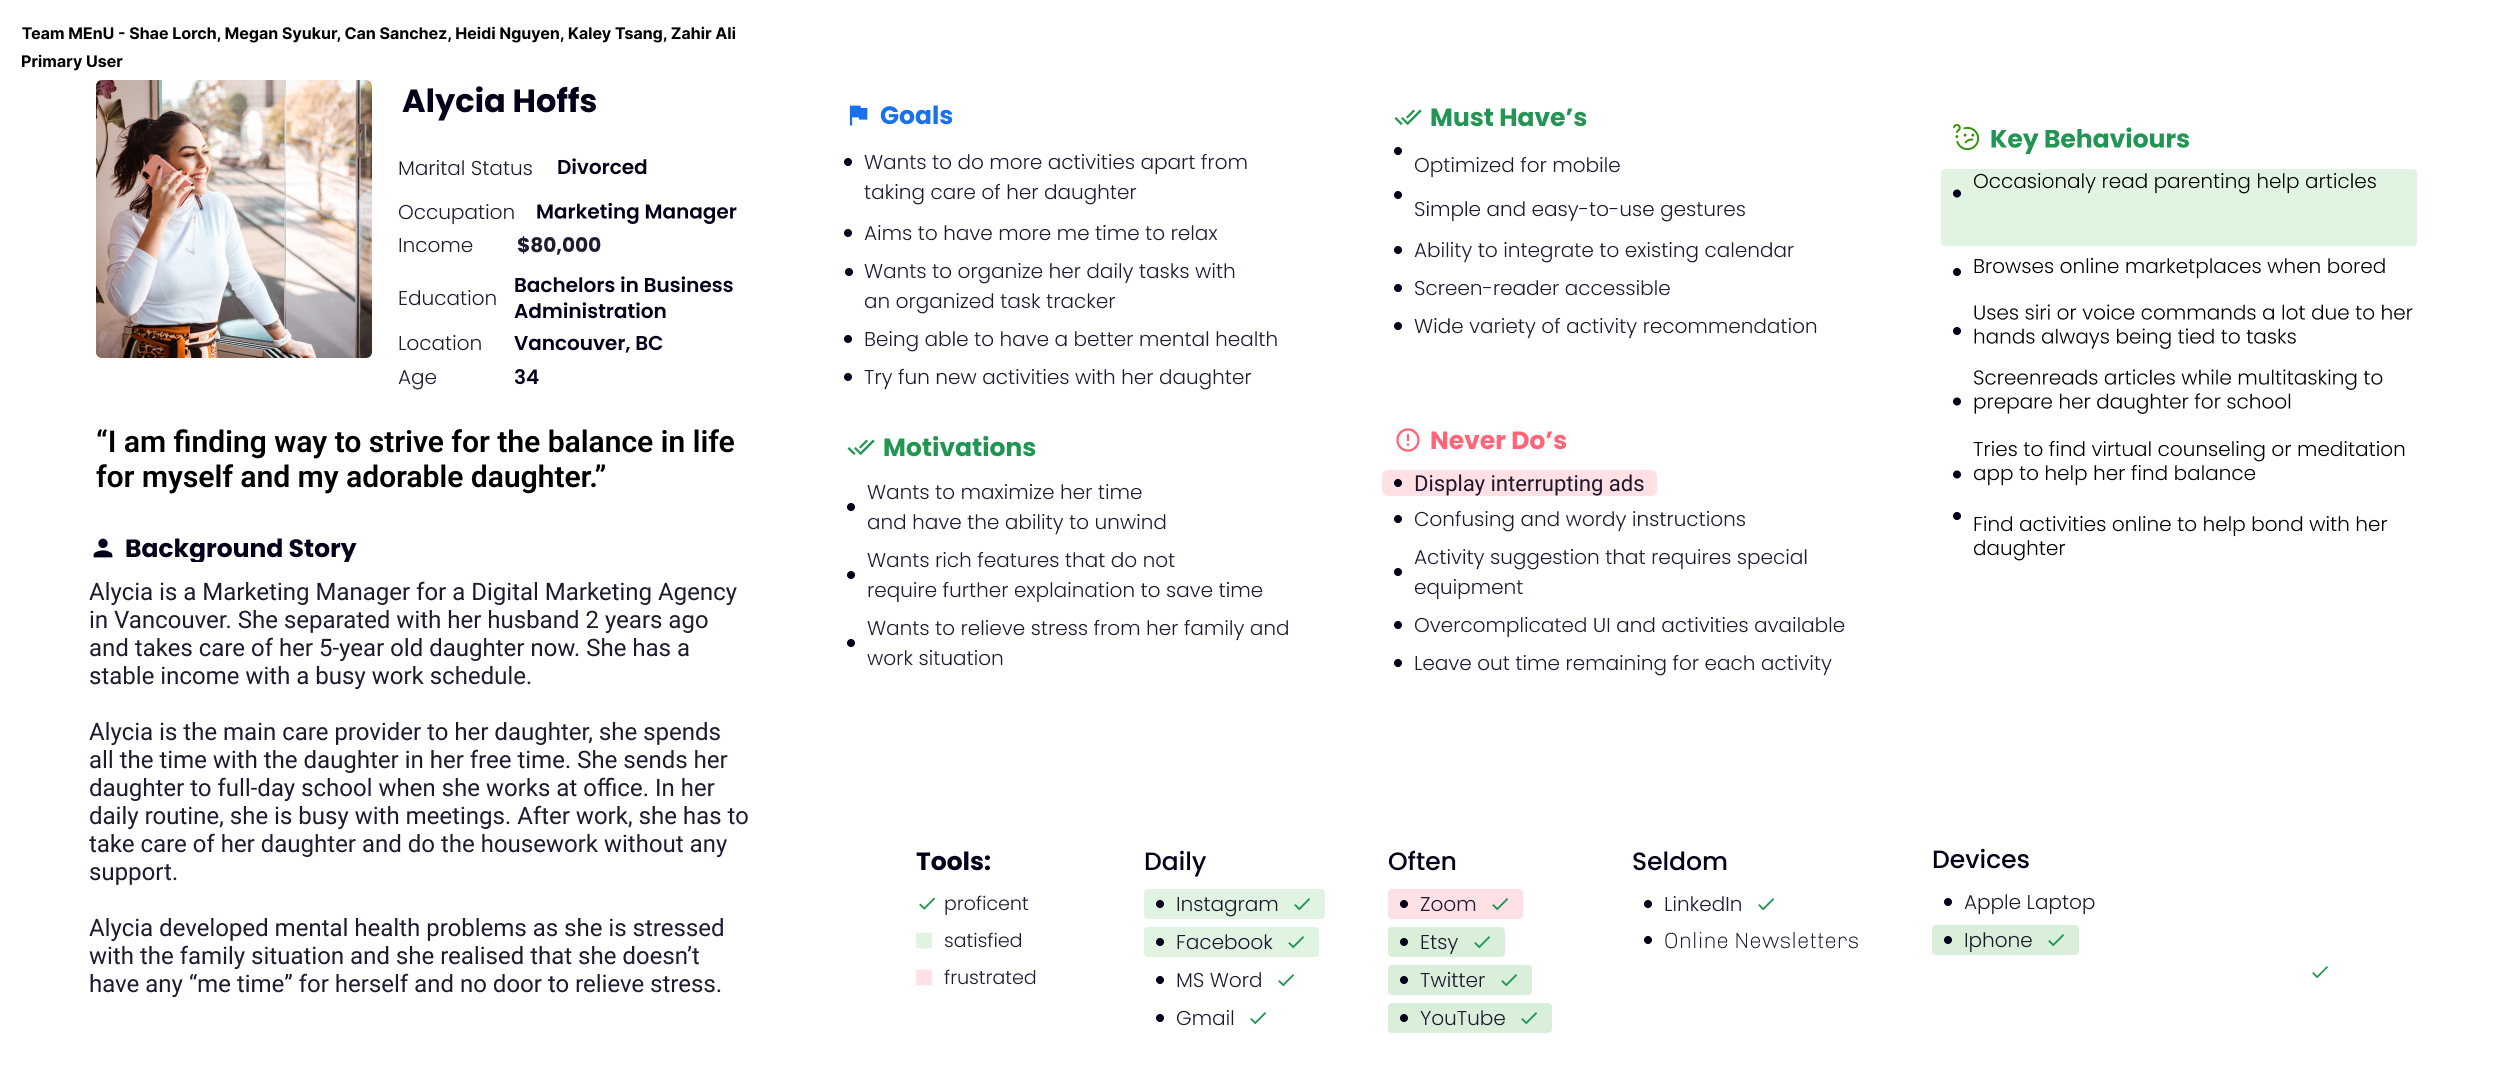 Team MEnU - Shae Lorch, Megan Syukur, Can Sanchez, Heidi Nguyen, Kaley Tsang, Zahir Ali
Primary User
Alycia Hoffs
Marital Status Divorced
Occupation Marketing Manager
Income $80,000
Education Bachelors in Business
Administration
Location Vancouver, BC
Age 34
“I am finding way to strive for the balance in life
for myself and my adorable daughter.”
Background Story
Alycia is a Marketing Manager for a Digital Marketing Agency
in Vancouver. She separated with her husband 2 years ago
and takes care of her 5-year old daughter now. She has a
stable income with a busy work schedule.
Alycia is the main care provider to her daughter, she spends
all the time with the daughter in her free time. She sends her
daughter to full-day school when she works at office. In her
daily routine, she is busy with meetings. After work, she has to
take care of her daughter and do the housework without any
support.
Alycia developed mental health problems as she is stressed
with the family situation and she realised that she doesn’t
have any “me time” for herself and no door to relieve stress.
Goals
• Wants to do more activities apart from
taking care of her daughter
• Aims to have more me time to relax
• Wants to organize her daily tasks with
an organized task tracker
• Being able to have a better mental health
• Try fun new activities with her daughter
Motivations
• Wants to maximize her time
and have the ability to unwind
• Wants rich features that do not
require further explaination to save time
• Wants to relieve stress from her family and
work situation
Must Have’s
• Optimized for mobile
• Simple and easy-to-use gestures
• Ability to integrate to existing calendar
• Screen-reader accessible
• Wide variety of activity recommendation
Never Do’s
• Display interrupting ads
• Confusing and wordy instructions
• Activity suggestion that requires special
equipment
• Overcomplicated UI and activities available
• Leave out time remaining for each activity
Key Behaviours
• Occasionaly read parenting help articles
• Browses online marketplaces when bored
• Uses siri or voice commands a lot due to her
hands always being tied to tasks
• Screenreads articles while multitasking to
prepare her daughter for school
• Tries to find virtual counseling or meditation
app to help her find balance
• Find activities online to help bond with her
daughter
Tools:
✓ proficent
satisfied
frustrated
Daily
• Instagram ✓
• Facebook ✓
• MS Word ✓
• Gmail ✓
Often
• Zoom ✓
• Etsy ✓
• Twitter ✓
• YouTube ✓
Seldom
• LinkedIn ✓
• Online Newsletters
Devices
• Apple Laptop
• Iphone ✓
✓